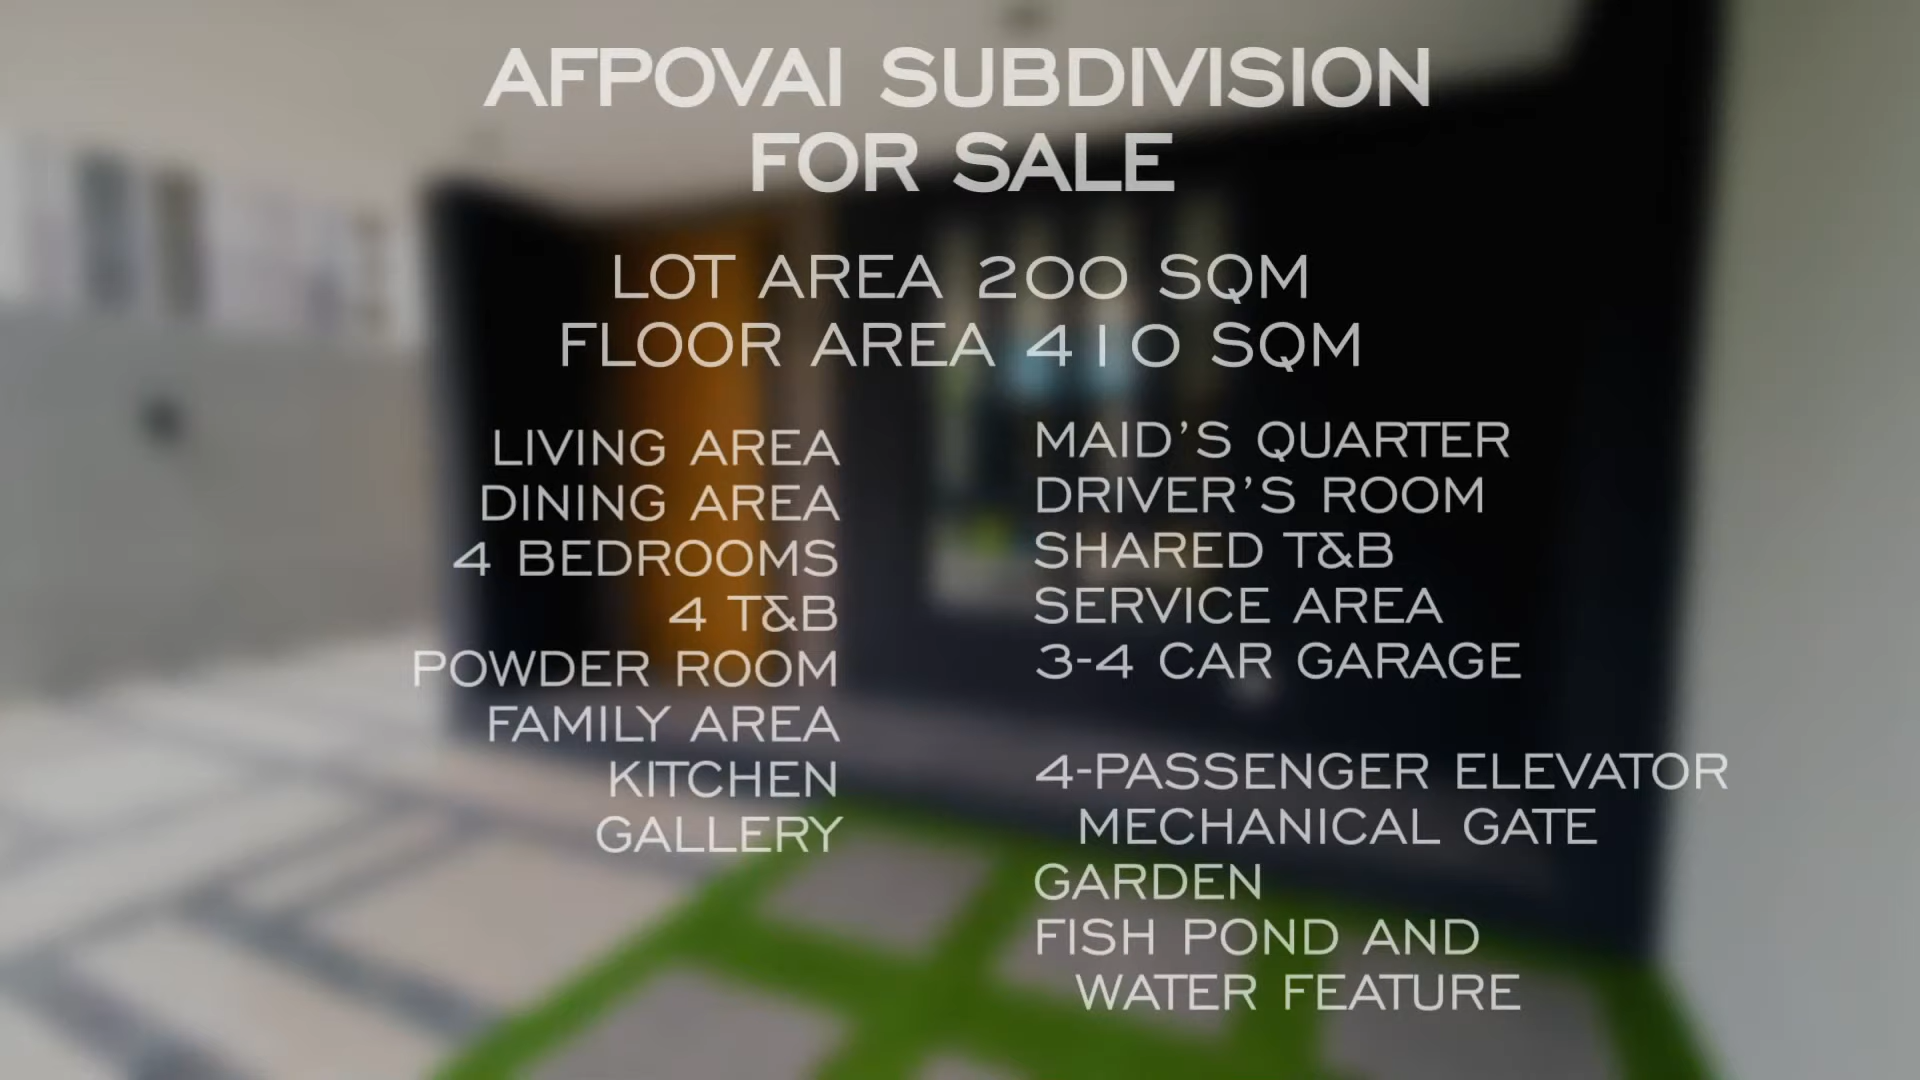 AFPOVAI SUBDIVISION
FOR SALE
LOT AREA 200 SQM
FLOOR AREA 410 SQM
LIVING AREA
DINING AREA
4 BEDROOMS
4 T&B
POWDER ROOM
FAMILY AREA
KITCHEN
GALLERY
MAID'S QUARTER
DRIVER'S ROOM
SHARED T&B
SERVICE AREA
3-4 CAR GARAGE
4-PASSENGER ELEVATOR
MECHANICAL GATE
GARDEN
FISH POND AND
WATER FEATURE